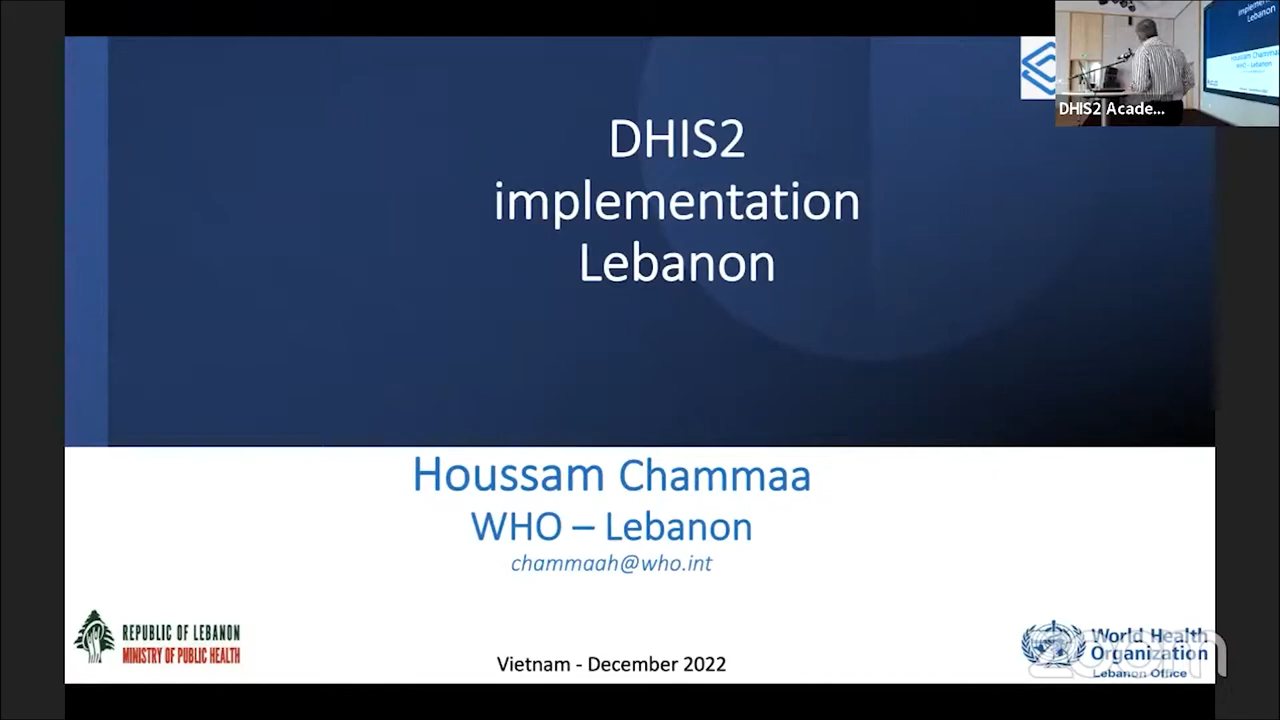 DHIS2
implementation
Lebanon
DHIS2 Acade...
Houssam Chammaa
WHO – Lebanon
chammaah@who.int
REPUBLIC OF LEBANON
MINISTRY OF PUBLIC HEALTH
Vietnam - December 2022
World Health
Organization
Lebanon Office
zoom